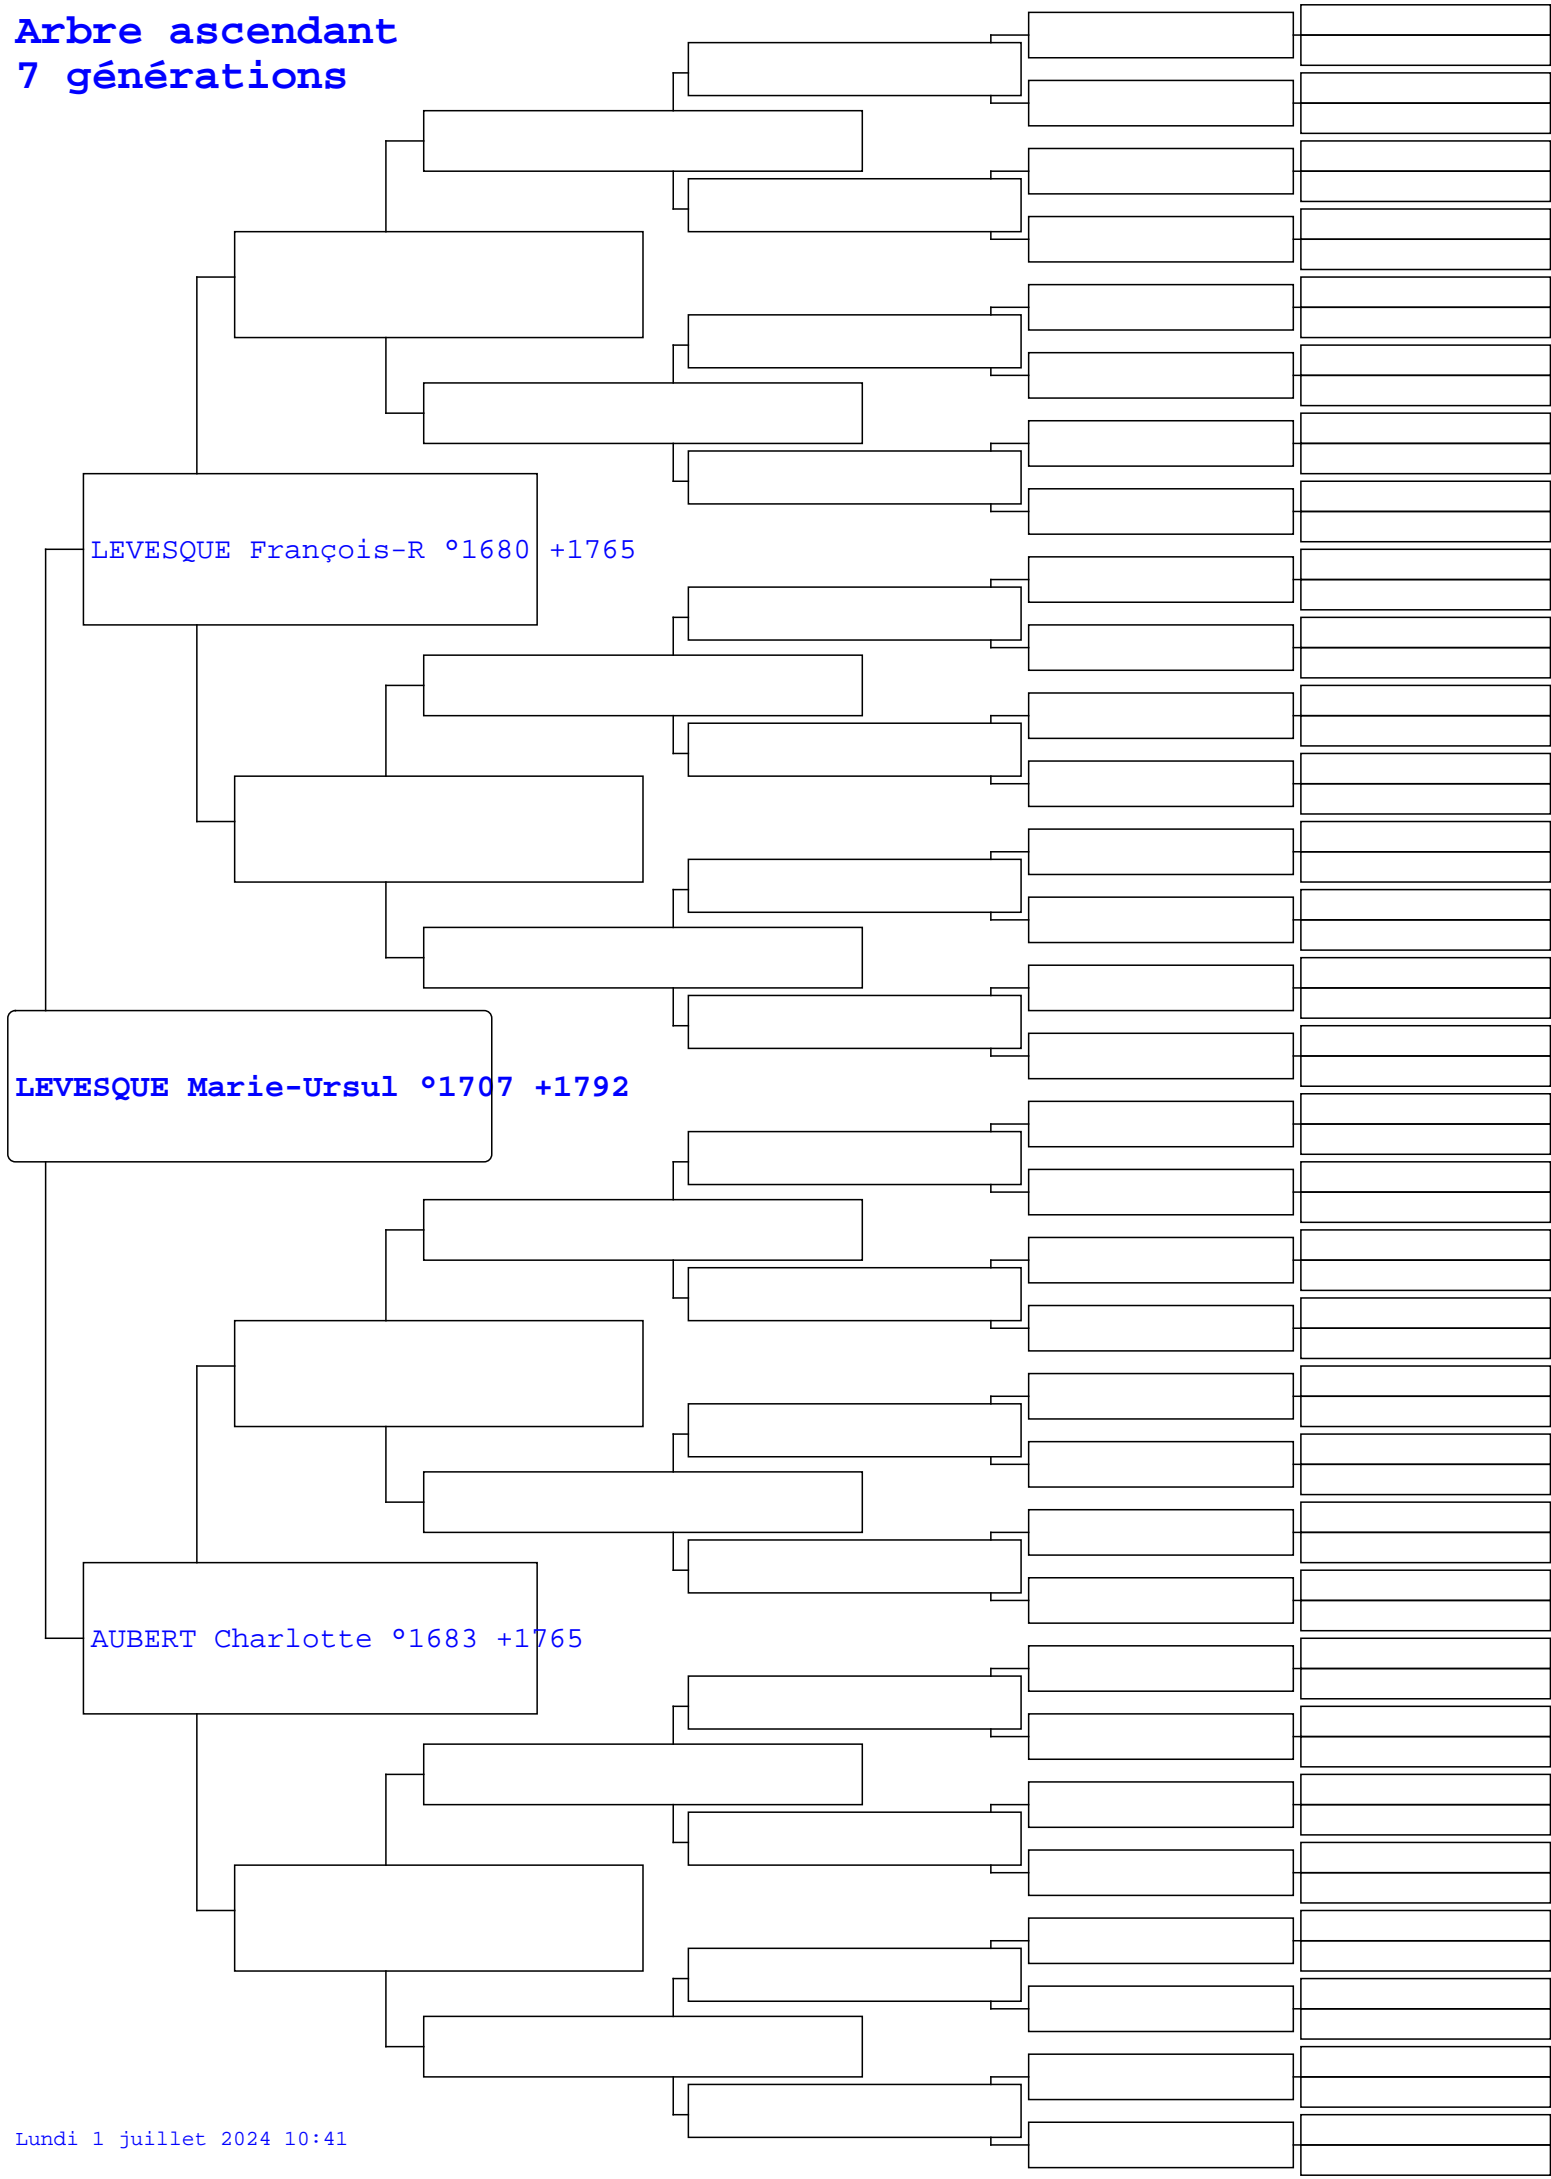 Arbre ascendant
7 générations
LEVESQUE François-R °1680 +1765
LEVESQUE Marie-Ursul °1707 +1792
AUBERT Charlotte °1683 +1765
Lundi 1 juillet 2024 10:41